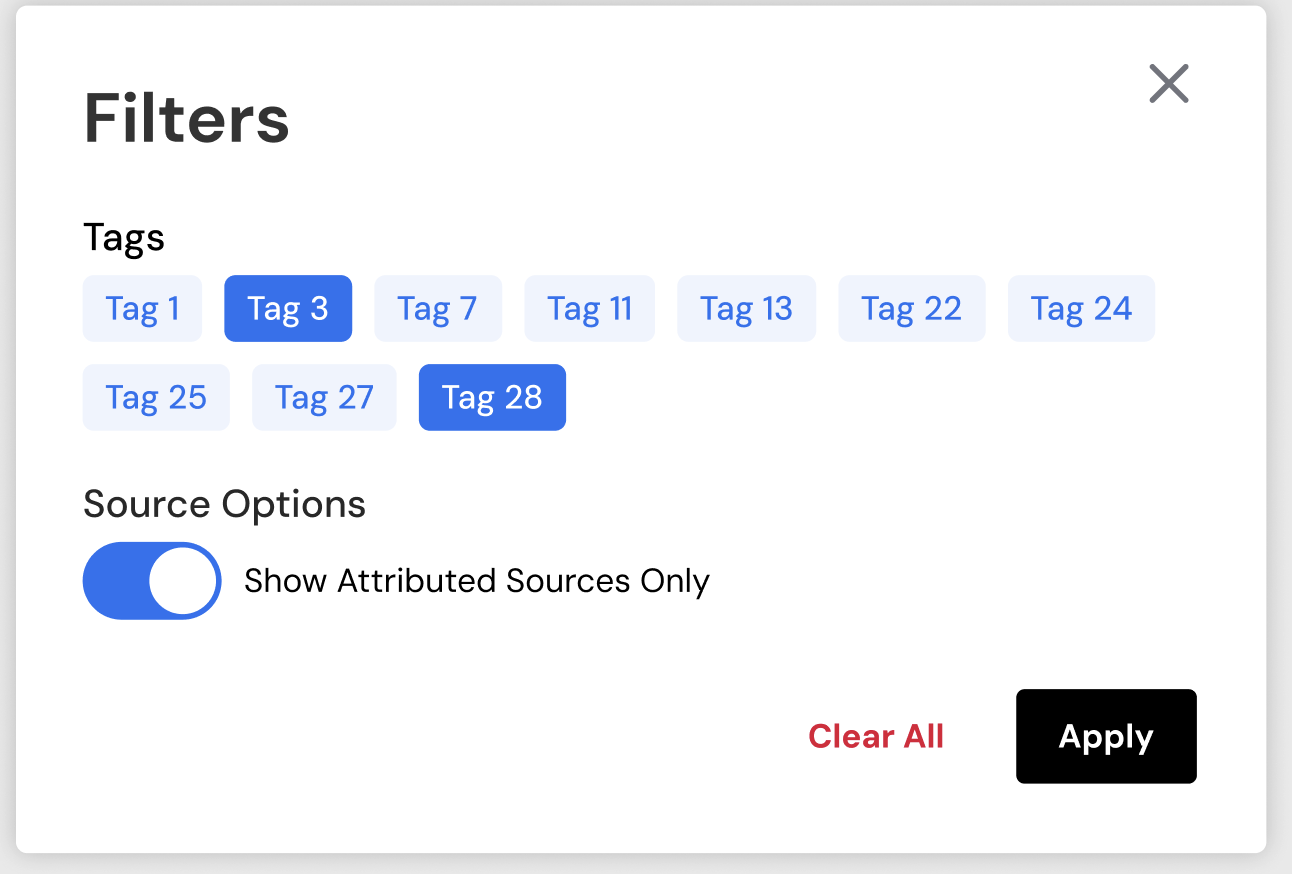 Filters
Tags
Tag 1 Tag 3 Tag 7 Tag 11 Tag 13 Tag 22 Tag 24
Tag 25 Tag 27 Tag 28
Source Options
Show Attributed Sources Only
Clear All Apply